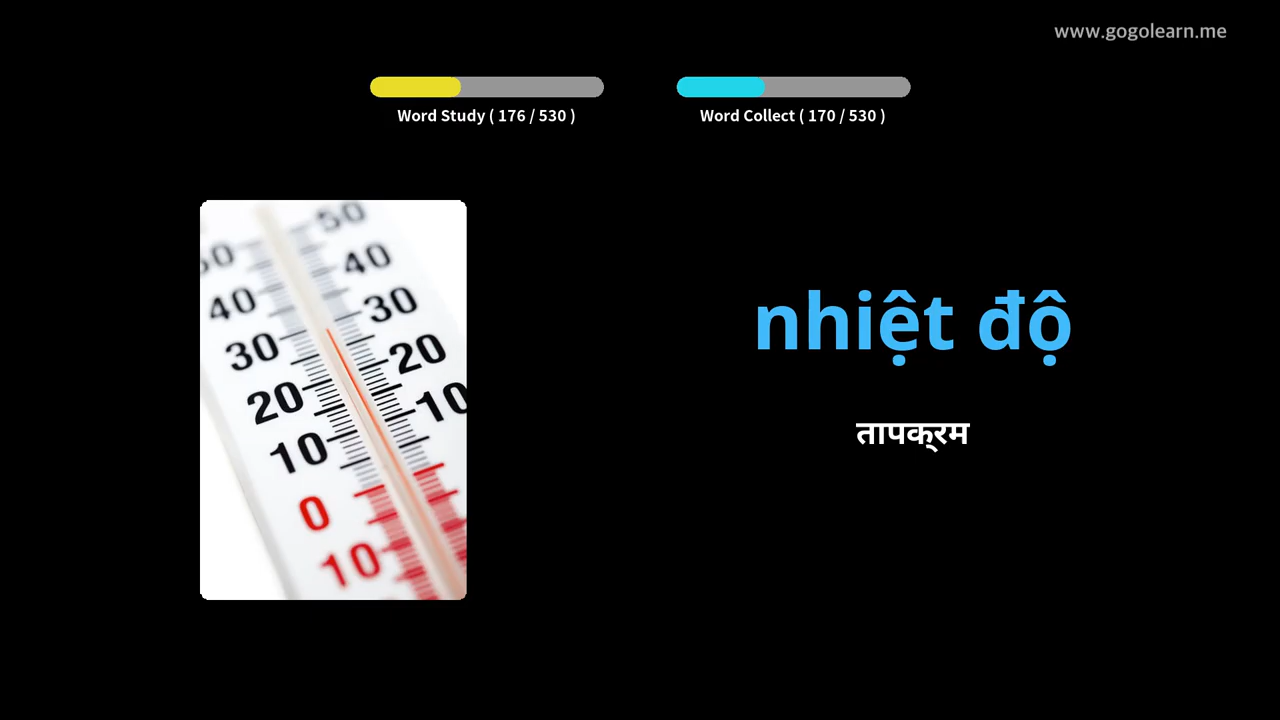 www.gogolearn.me
Word Study ( 176 / 530 )
Word Collect ( 170 / 530 )
50
40
30
20
10
40
30
20
10
0
10
nhiệt độ
तापक्रम